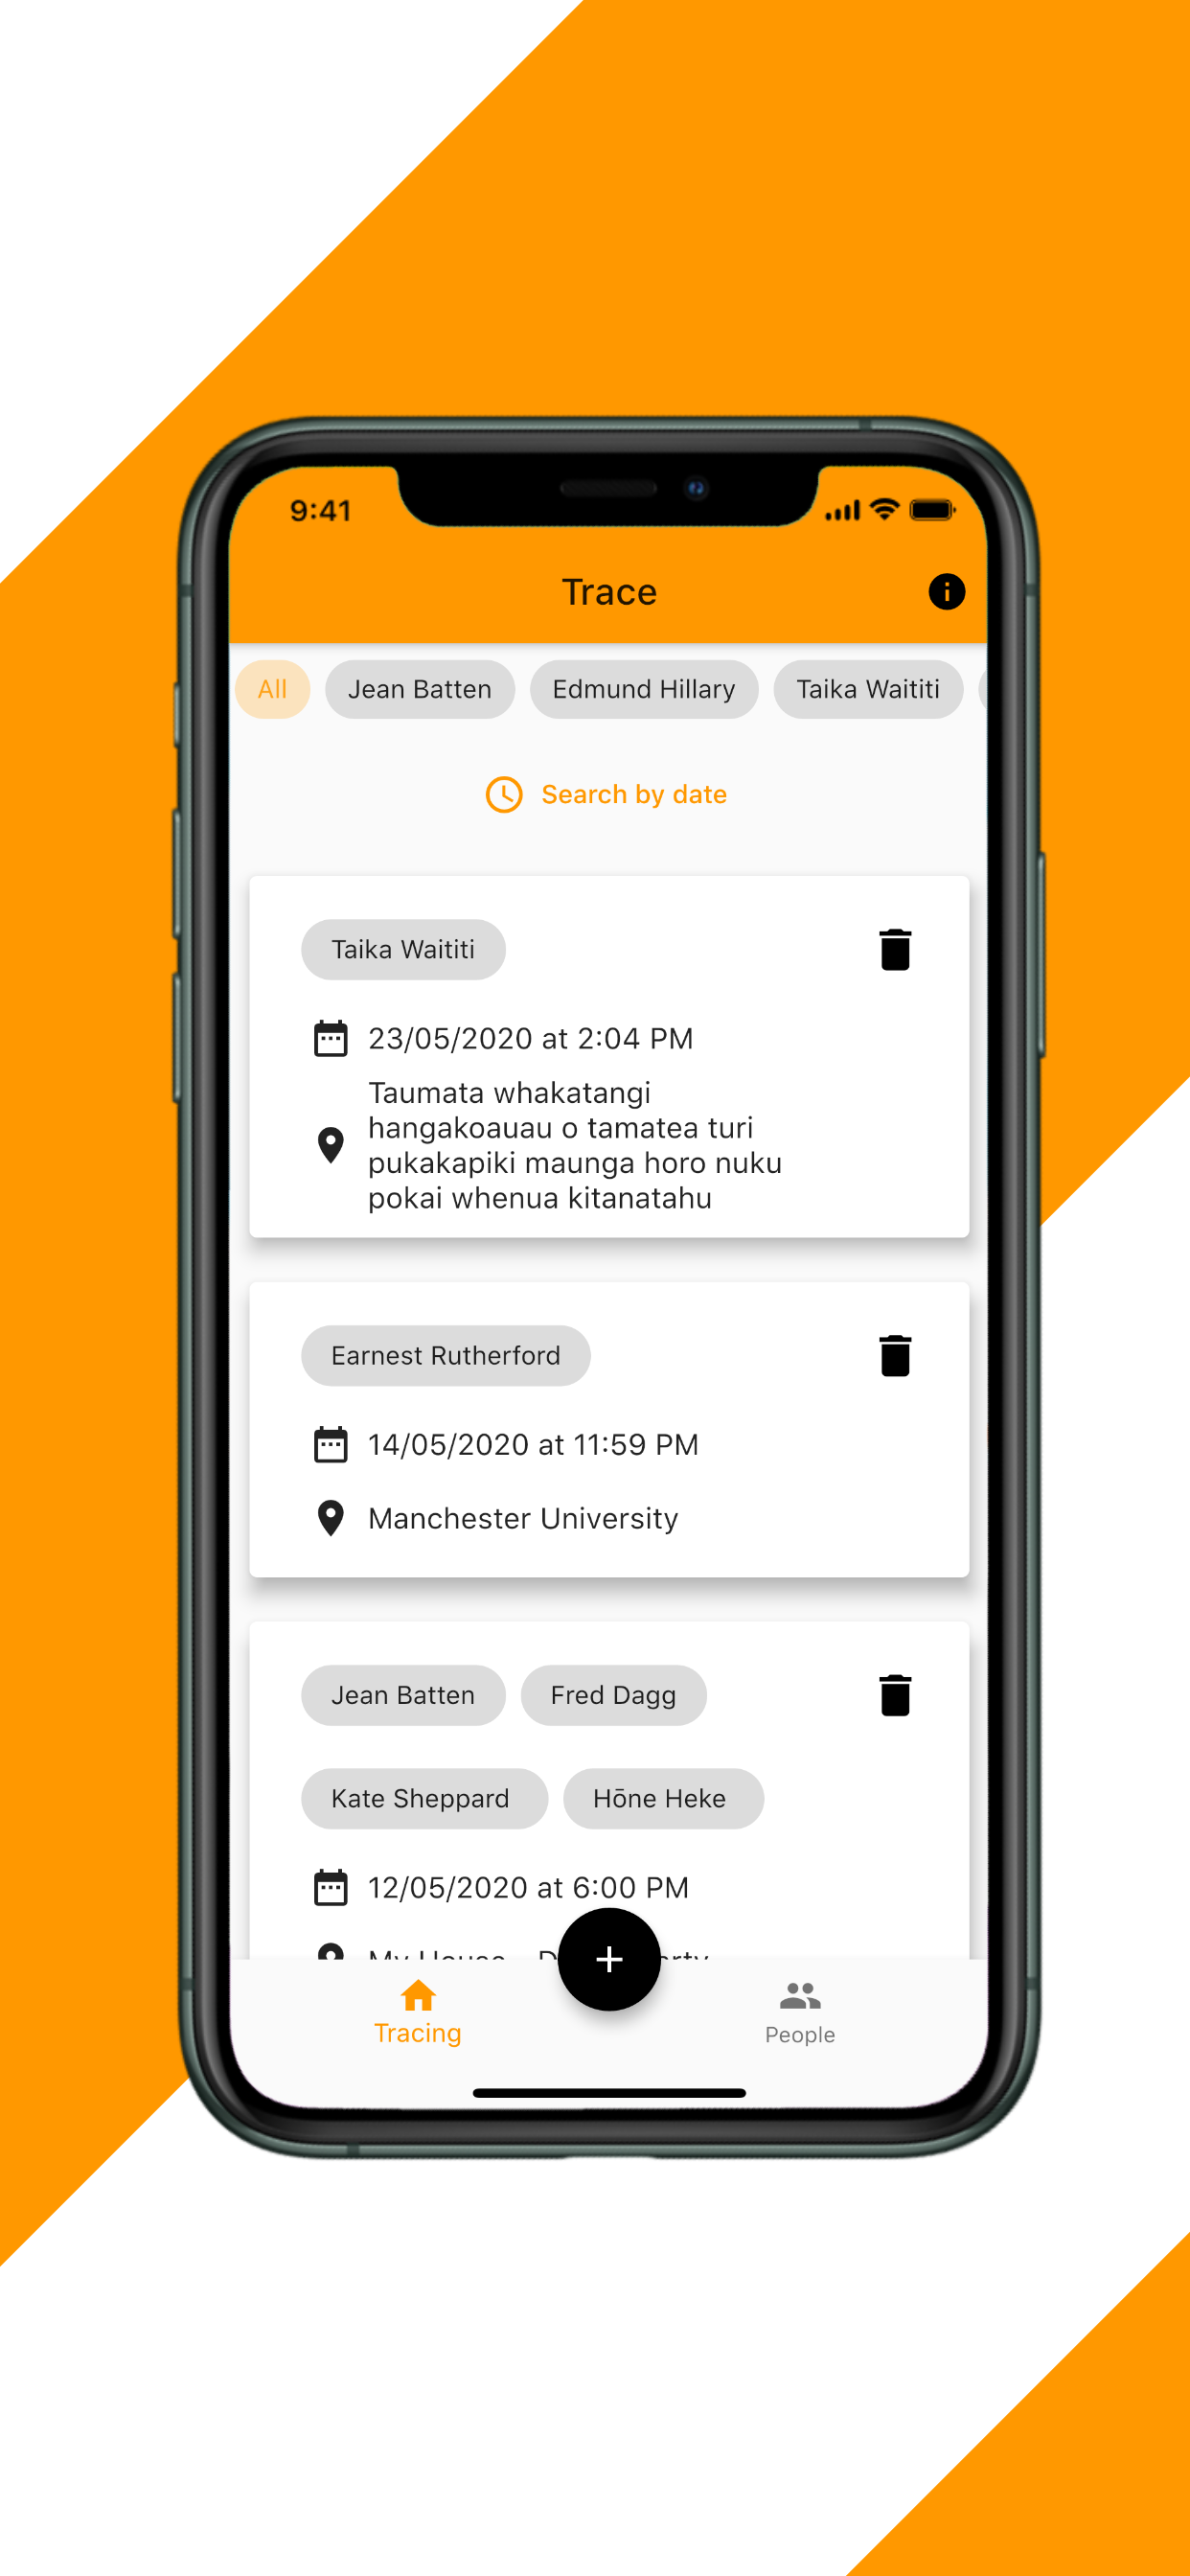 9:41
Trace
All Jean Batten Edmund Hillary Taika Waititi
Search by date
Taika Waititi
23/05/2020 at 2:04 PM
Taumata whakatangi
hangakoauau o tamatea turi
pukakapiki maunga horo nuku
pokai whenua kitanatahu
Earnest Rutherford
14/05/2020 at 11:59 PM
Manchester University
Jean Batten Fred Dagg
Kate Sheppard Hōne Heke
12/05/2020 at 6:00 PM
My House
Tracing People